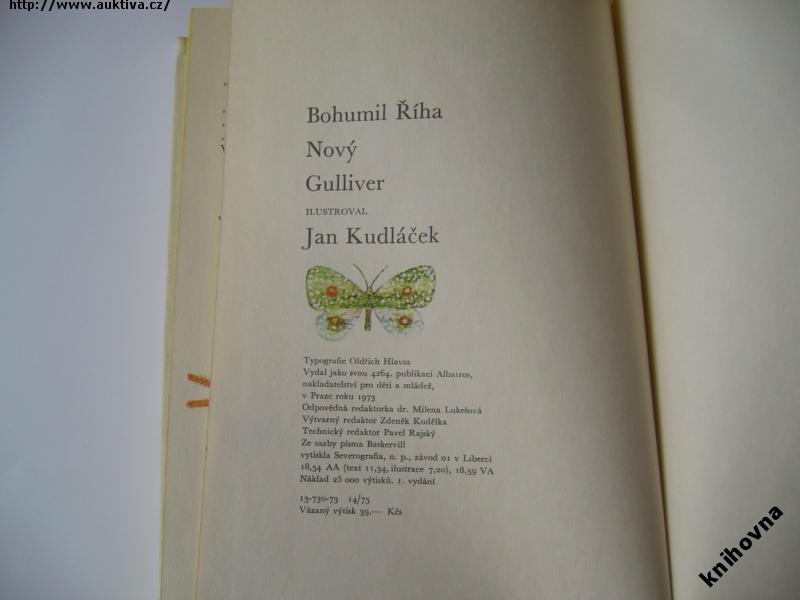 http://www.auktiva.cz/
Bohumil Říha
Nový
Gulliver
ILUSTROVAL
Jan Kudláček
Typografie Oldřich Hlavsa
Vydal jako svou 4264. publikaci Albatros,
nakladatelství pro děti a mládež,
v Praze roku 1973
Odpovědná redaktorka dr. Milena Lukešová
Výtvarný redaktor Zdeněk Kudělka
Technický redaktor Pavel Rajský
Ze sazby písma Baskervill
vytiskla Severografia, n. p., závod 01 v Liberci
18,54 AA (text 11,34, ilustrace 7,20), 18,59 VA
Náklad 25 000 výtisků. 1. vydání
13-730-73 14/75
Vázaný výtisk 39,— Kčs
knihovna